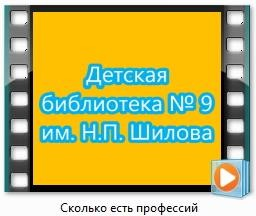 Детская
библиотека № 9
им. Н.П. Шилова
Сколько есть профессий